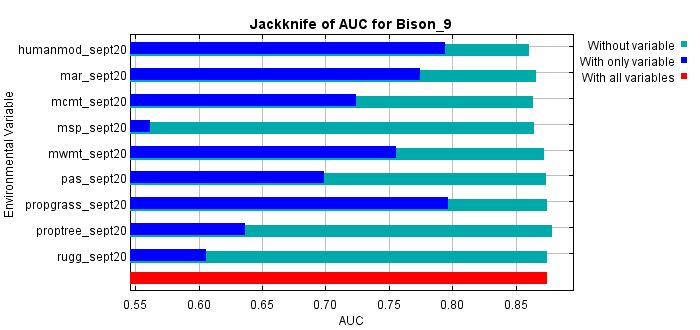 Jackknife of AUC for Bison_9
Environmental Variable
humanmod_sept20
mar_sept20
mcmt_sept20
msp_sept20
mwmt_sept20
pas_sept20
propgrass_sept20
proptree_sept20
rugg_sept20
0.55 0.60 0.65 0.70 0.75 0.80 0.85
AUC
Without variable
With only variable
With all variables